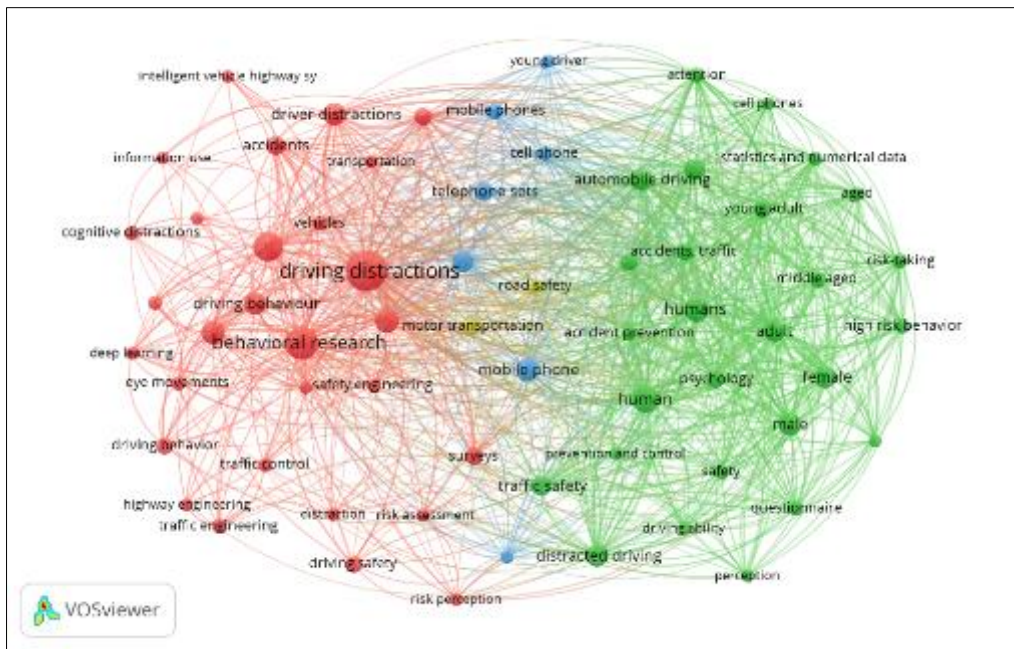 young driver
attention
intelligent vehicle highway sy
cell phones
driver distractions
mobile phones
accidents
cell phone
information use
transportation
statistics and numerical data
automobile driving
telephone sets
aged
young adult
vehicles
cognitive distractions
accidents, traffit
risk-taking
driving distractions
middle aged
road safety
driving behaviour
humans
motor transportation
accident prevention
adult
high risk behavior
behavioral research
deep learning
mobile phone
eye movements
safety engineering
psychology
female
human
male
driving behavior
surveys
prevention and control
traffic control
safety
traffic safety
highway engineering
questionnaire
traffic engineering
distraction
risk assessment
driving ability
distracted driving
driving safety
perception
risk perception
VOSviewer